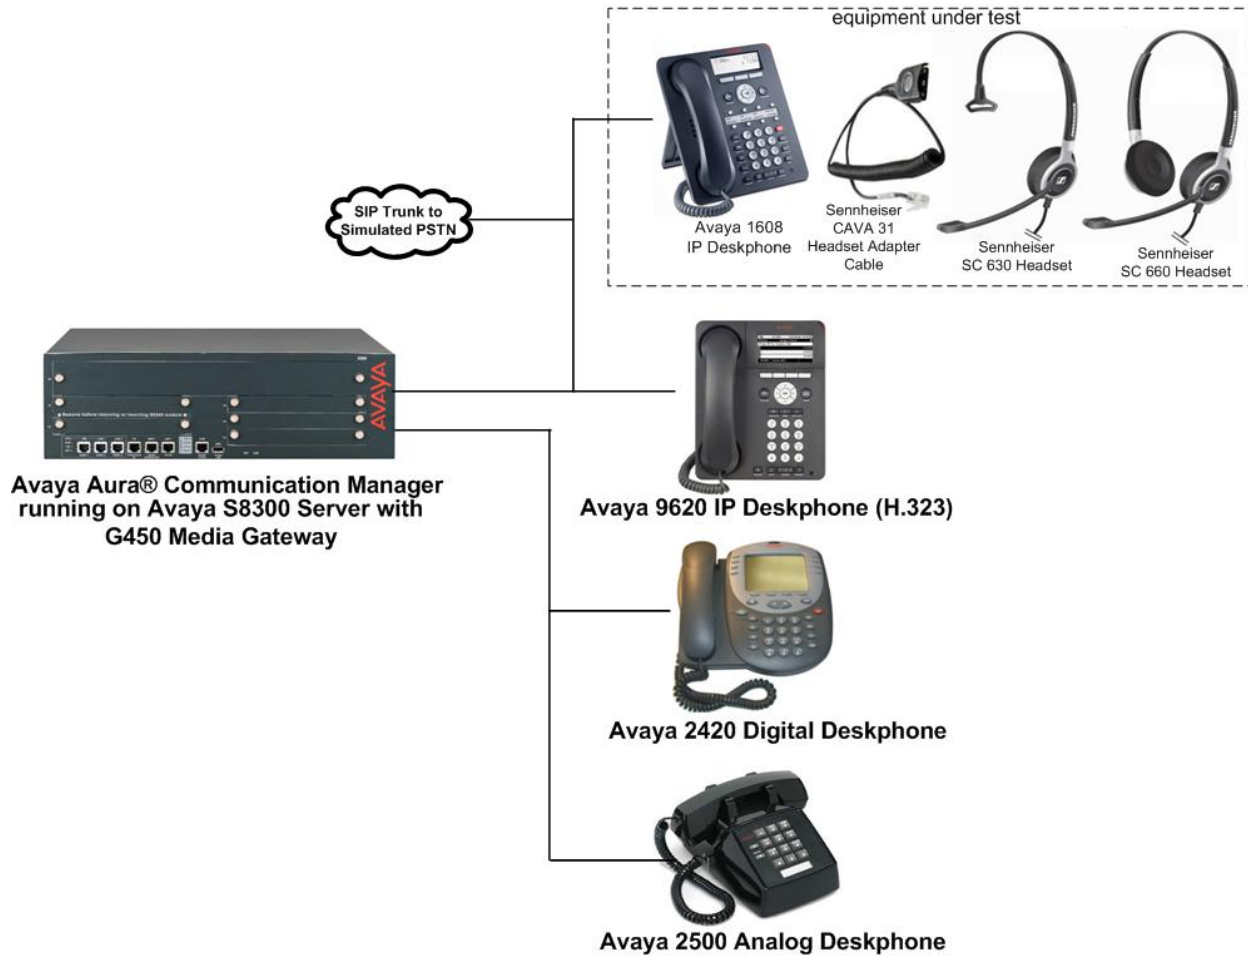 equipment under test
Avaya 1608
IP Deskphone
Sennheiser
CAVA 31
Headset Adapter
Cable
Sennheiser
SC 630 Headset
Sennheiser
SC 660 Headset
SIP Trunk to
Simulated PSTN
AVAYA
Avaya Aura® Communication Manager
running on Avaya S8300 Server with
G450 Media Gateway
Avaya 9620 IP Deskphone (H.323)
Avaya 2420 Digital Deskphone
Avaya 2500 Analog Deskphone